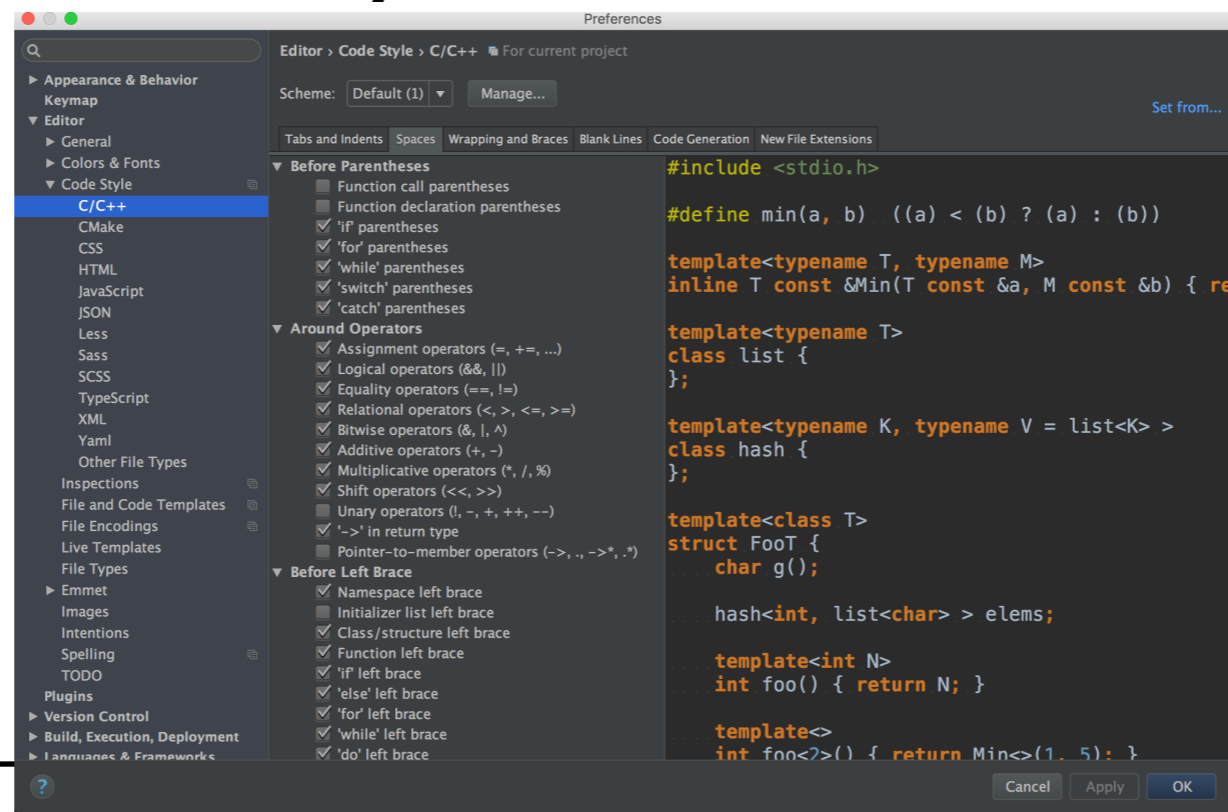 Preferences
Editor › Code Style › C/C++ For current project
Scheme: Default (1) Manage...
Set from...
Tabs and Indents Spaces Wrapping and Braces Blank Lines Code Generation New File Extensions
Appearance & Behavior
Keymap
Editor
General
Colors & Fonts
Code Style
C/C++
CMake
CSS
HTML
JavaScript
JSON
Less
Sass
SCSS
TypeScript
XML
Yaml
Other File Types
Inspections
File and Code Templates
File Encodings
Live Templates
File Types
Emmet
Images
Intentions
Spelling
TODO
Plugins
Version Control
Build, Execution, Deployment
Languages & Frameworks
Before Parentheses
Function call parentheses
Function declaration parentheses
'if' parentheses
'for' parentheses
'while' parentheses
'switch' parentheses
'catch' parentheses
Around Operators
Assignment operators (=, +=, ...)
Logical operators (&&, ||)
Equality operators (==, !=)
Relational operators (<, >, <=, >=)
Bitwise operators (&, |, ^)
Additive operators (+, -)
Multiplicative operators (*, /, %)
Shift operators (<<, >>)
Unary operators (!, -, +, ++, --)
'->' in return type
Pointer-to-member operators (->, ., ->*, .*)
Before Left Brace
Namespace left brace
Initializer list left brace
Class/structure left brace
Function left brace
'if' left brace
'else' left brace
'for' left brace
'while' left brace
'do' left brace
#include <stdio.h>
#define min(a, b) ((a) < (b) ? (a) : (b))
template<typename T, typename M>
inline T const &Min(T const &a, M const &b) { re
template<typename T>
class list {
};
template<typename K, typename V = list<K> >
class hash {
};
template<class T>
struct FooT {
char g();
hash<int, list<char> > elems;
template<int N>
int foo() { return N; }
template<>
int foo<2>() { return Min<>(1, 5); }
?
Cancel Apply OK